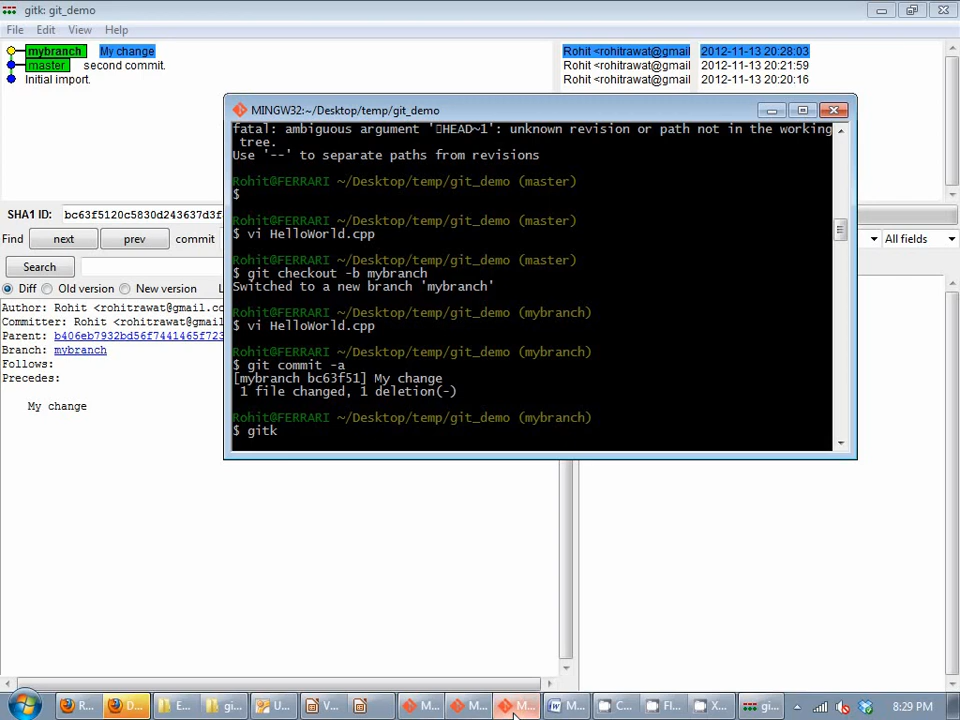 gitk: git_demo
File Edit View Help
mybranch My change Rohit <rohitrawat@gmail 2012-11-13 20:28:03
master second commit. Rohit <rohitrawat@gmail 2012-11-13 20:21:59
Initial import. Rohit <rohitrawat@gmail 2012-11-13 20:20:16
MINGW32:~/Desktop/temp/git_demo
fatal: ambiguous argument 'HEAD~1': unknown revision or path not in the working
tree.
Use '--' to separate paths from revisions
Rohit@FERRARI ~/Desktop/temp/git_demo (master)
$
Rohit@FERRARI ~/Desktop/temp/git_demo (master)
$ vi HelloWorld.cpp
Rohit@FERRARI ~/Desktop/temp/git_demo (master)
$ git checkout -b mybranch
Switched to a new branch 'mybranch'
Rohit@FERRARI ~/Desktop/temp/git_demo (mybranch)
$ vi HelloWorld.cpp
Rohit@FERRARI ~/Desktop/temp/git_demo (mybranch)
$ git commit -a
[mybranch bc63f51] My change
1 file changed, 1 deletion(-)
Rohit@FERRARI ~/Desktop/temp/git_demo (mybranch)
$ gitk
SHA1 ID: bc63f5120c5830d243637d3f
Find next prev commit All fields
Search
Diff Old version New version L
Author: Rohit <rohitrawat@gmail.co
Committer: Rohit <rohitrawat@gmail.
Parent: b406eb7932bd56f7441465f723
Branch: mybranch
Follows:
Precedes:
My change
R... D... E... gi... U... V... M... M... M... M... C... Fl... X... gi... 8:29 PM